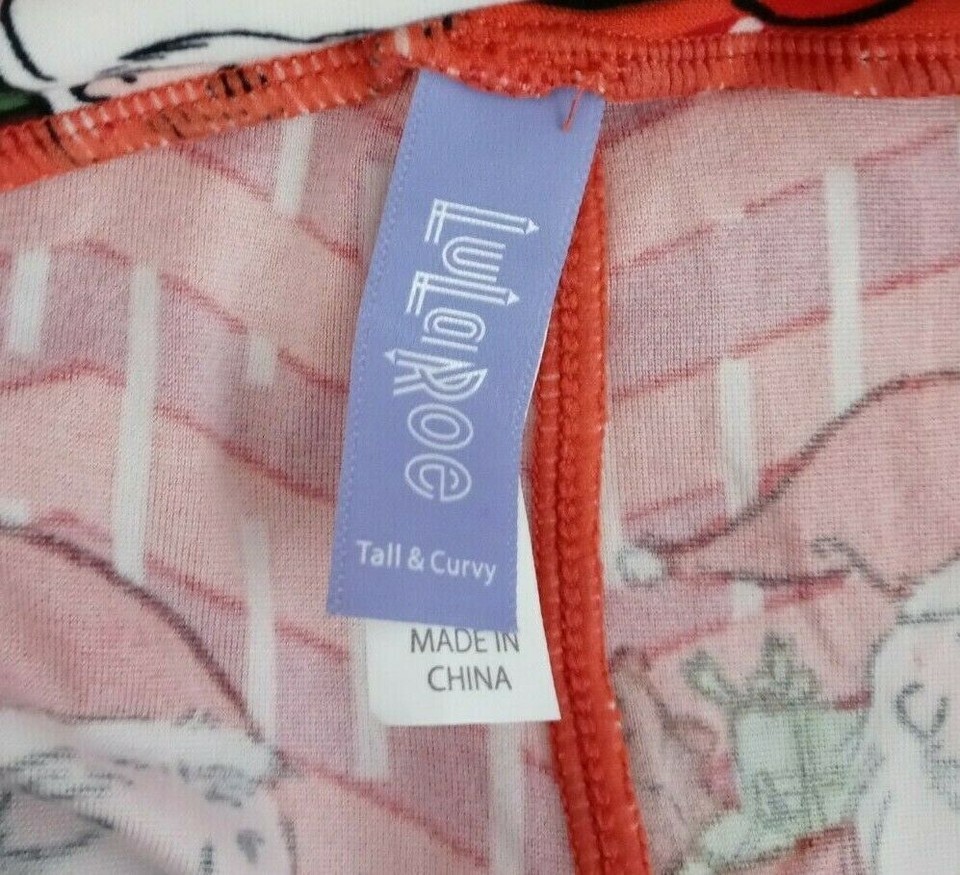 LuLaRoe
Tall & Curvy
MADE IN
CHINA